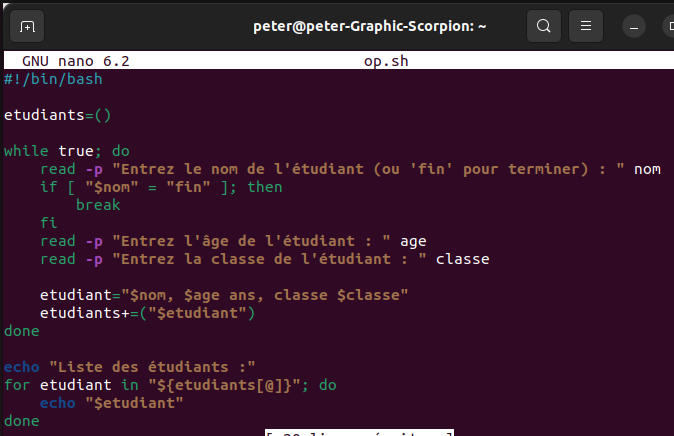 peter@peter-Graphic-Scorpion: ~
GNU nano 6.2 op.sh
#!/bin/bash
etudiants=()
while true; do
    read -p "Entrez le nom de l'étudiant (ou 'fin' pour terminer) : " nom
    if [ "$nom" = "fin" ]; then
        break
    fi
    read -p "Entrez l'âge de l'étudiant : " age
    read -p "Entrez la classe de l'étudiant : " classe
    etudiant="$nom, $age ans, classe $classe"
    etudiants+=("$etudiant")
done
echo "Liste des étudiants :"
for etudiant in "${etudiants[@]}"; do
    echo "$etudiant"
done